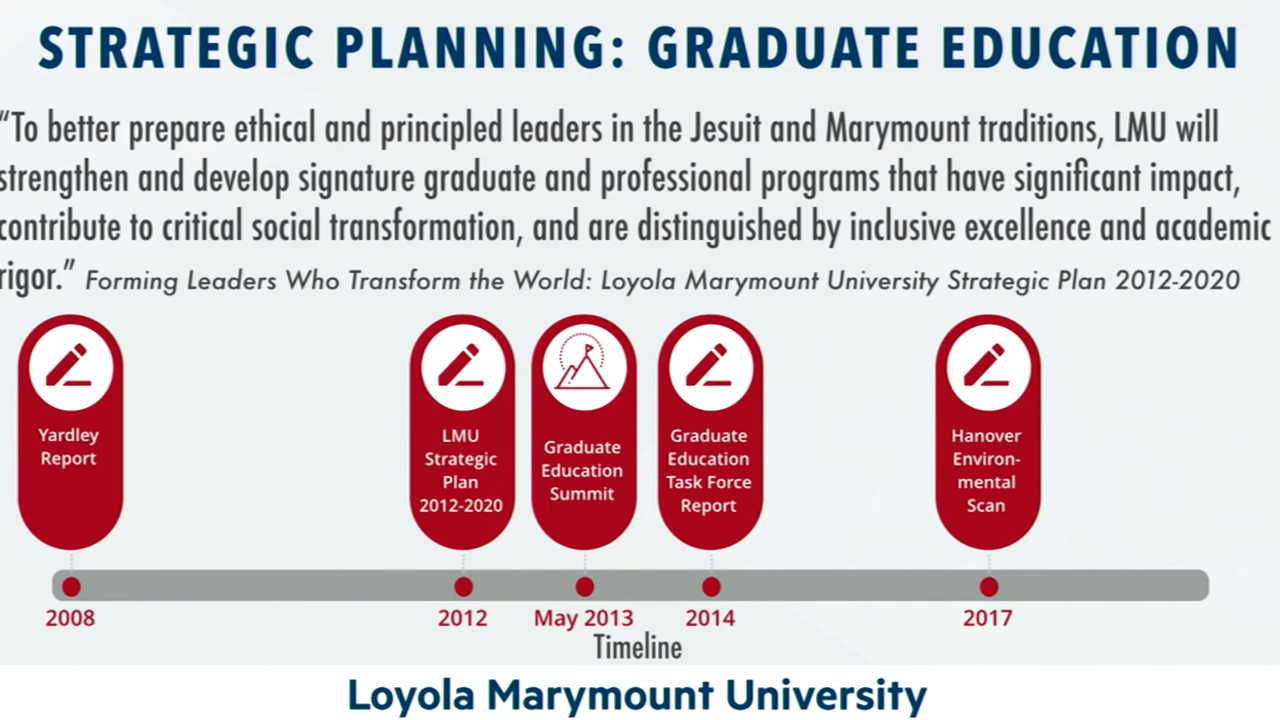 STRATEGIC PLANNING: GRADUATE EDUCATION
“To better prepare ethical and principled leaders in the Jesuit and Marymount traditions, LMU will
strengthen and develop signature graduate and professional programs that have significant impact,
contribute to critical social transformation, and are distinguished by inclusive excellence and academic
rigor.” Forming Leaders Who Transform the World: Loyola Marymount University Strategic Plan 2012-2020
Yardley
Report
LMU
Strategic
Plan
2012-2020
Graduate
Education
Summit
Graduate
Education
Task Force
Report
Hanover
Environ-
mental
Scan
2008
2012
May 2013
2014
2017
Timeline
Loyola Marymount University